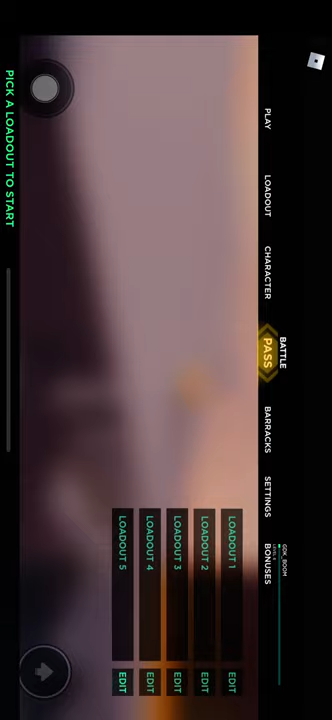 PLAY
LOADOUT
CHARACTER
BATTLE
PASS
BARRACKS
SETTINGS
BONUSES
GDK_BOOM
LOADOUT 1
EDIT
LOADOUT 2
EDIT
LOADOUT 3
EDIT
LOADOUT 4
EDIT
LOADOUT 5
EDIT
PICK A LOADOUT TO START